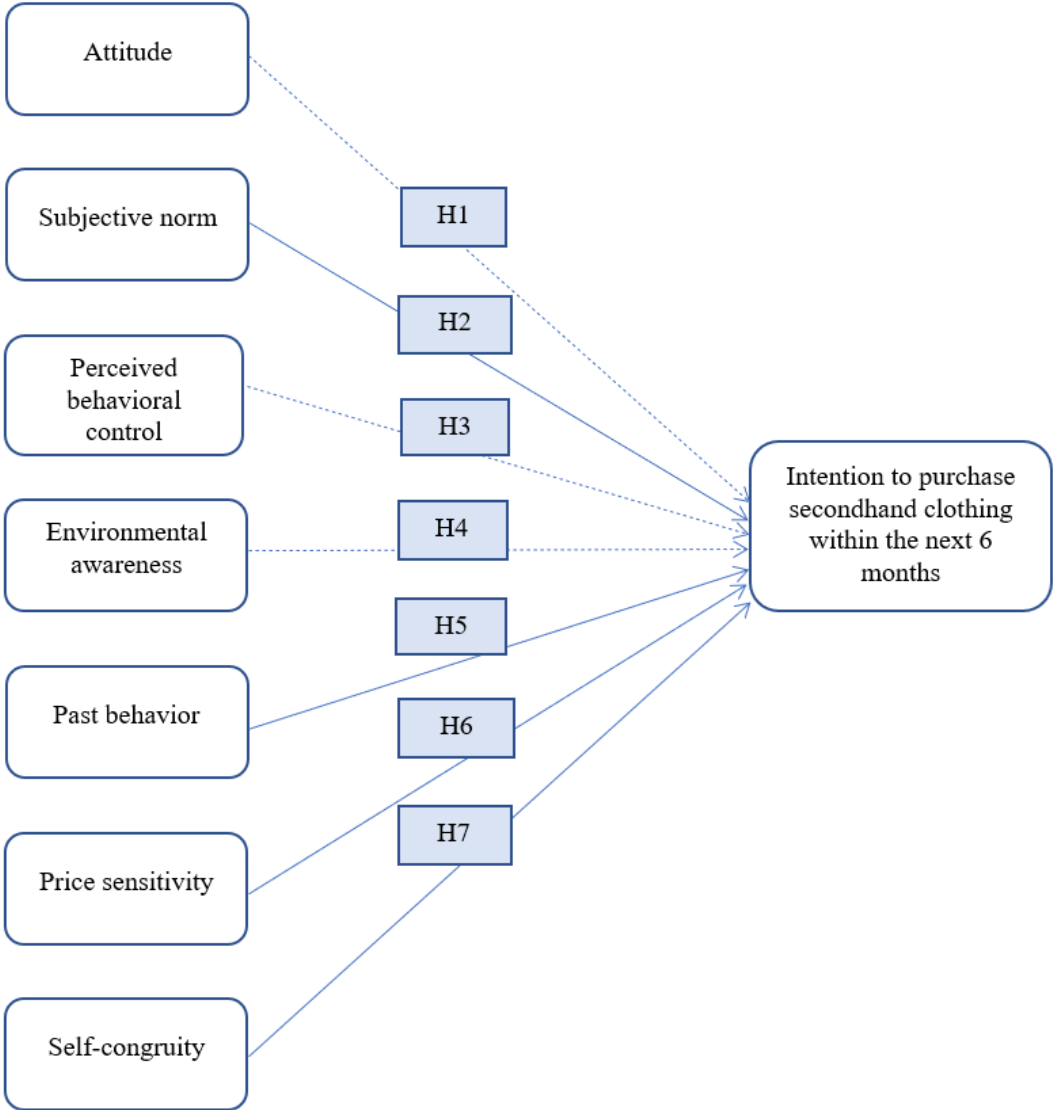 Attitude
Subjective norm
Perceived
behavioral
control
Environmental
awareness
Past behavior
Price sensitivity
Self-congruity
H1
H2
H3
H4
H5
H6
H7
Intention to purchase
secondhand clothing
within the next 6
months